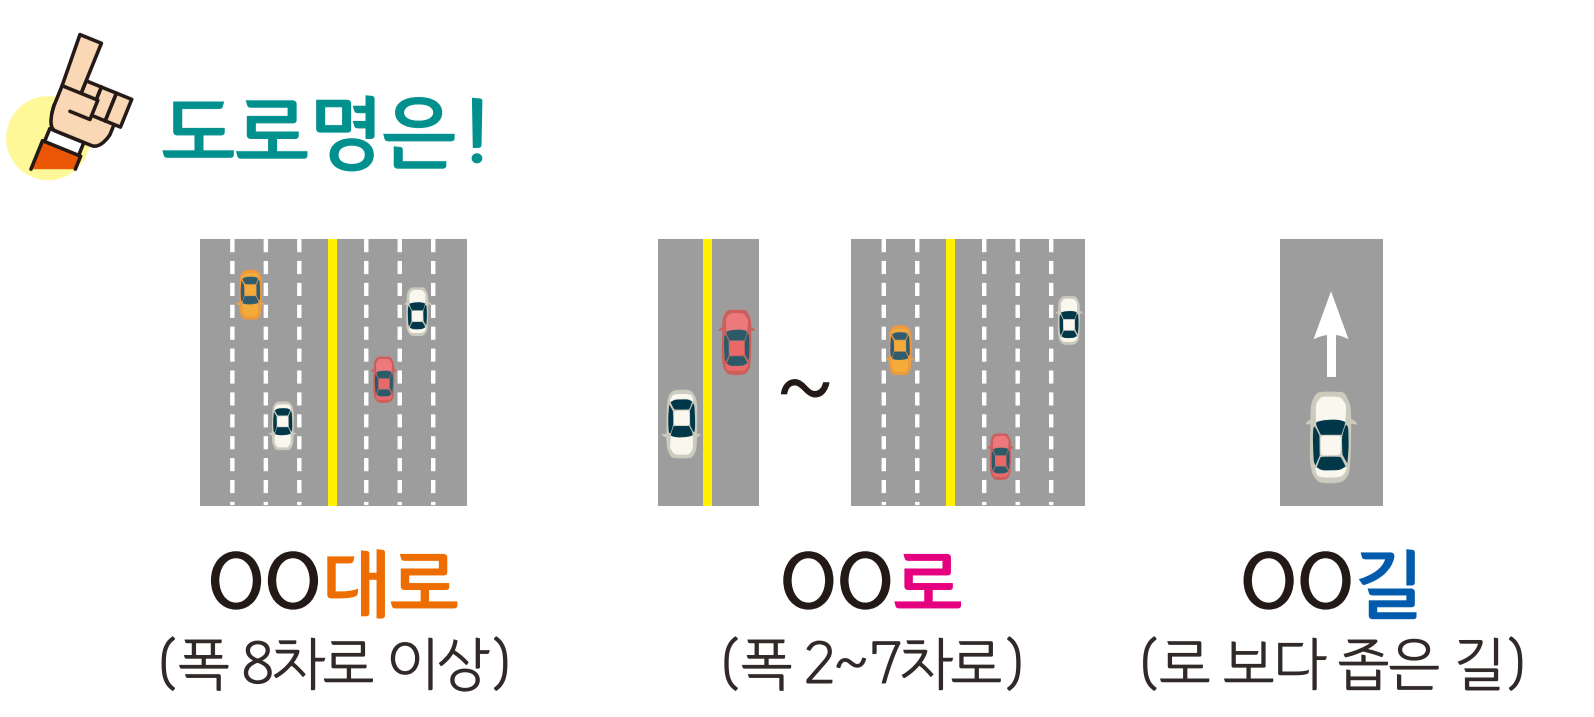 도로명은!
~
OO대로
(폭 8차로 이상)
OO로
(폭 2~7차로)
OO길
(로 보다 좁은 길)